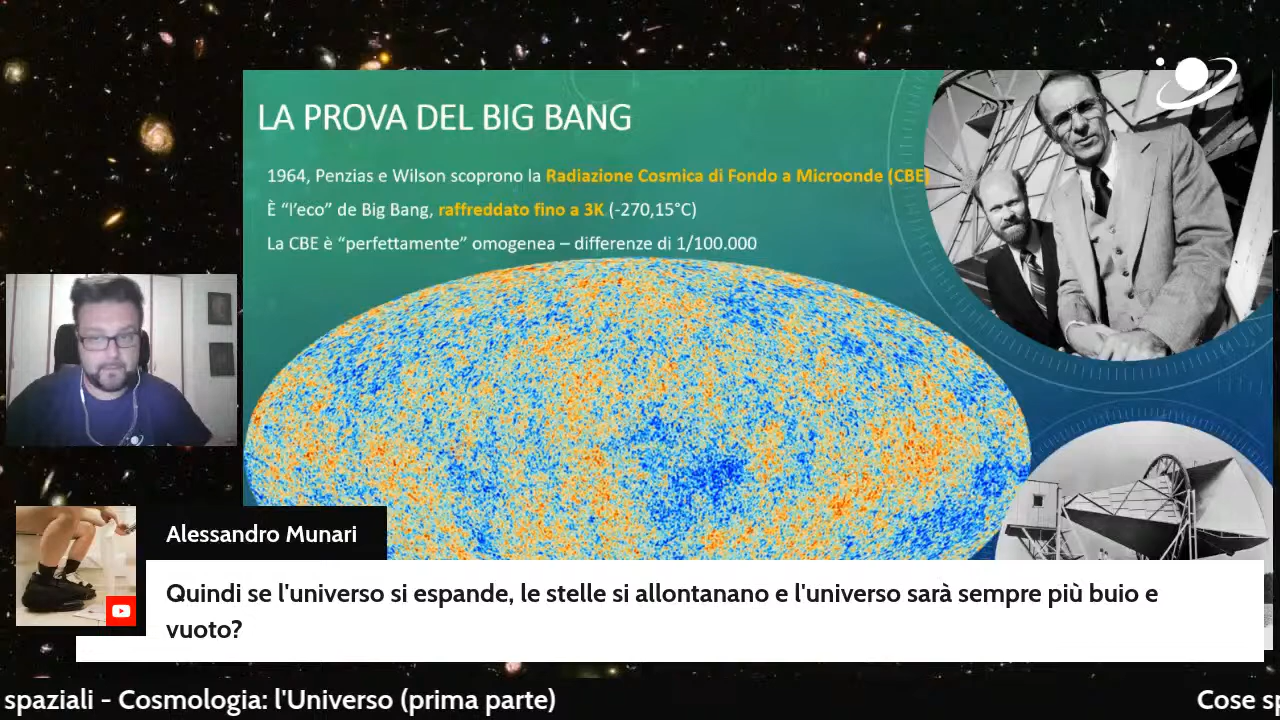 LA PROVA DEL BIG BANG
1964, Penzias e Wilson scoprono la Radiazione Cosmica di Fondo a Microonde (CBE)
È “l’eco” de Big Bang, raffreddato fino a 3K (-270,15°C)
La CBE è “perfettamente” omogenea – differenze di 1/100.000
Alessandro Munari
Quindi se l'universo si espande, le stelle si allontanano e l'universo sarà sempre più buio e
vuoto?
spaziali - Cosmologia: l'Universo (prima parte)
Cose sp